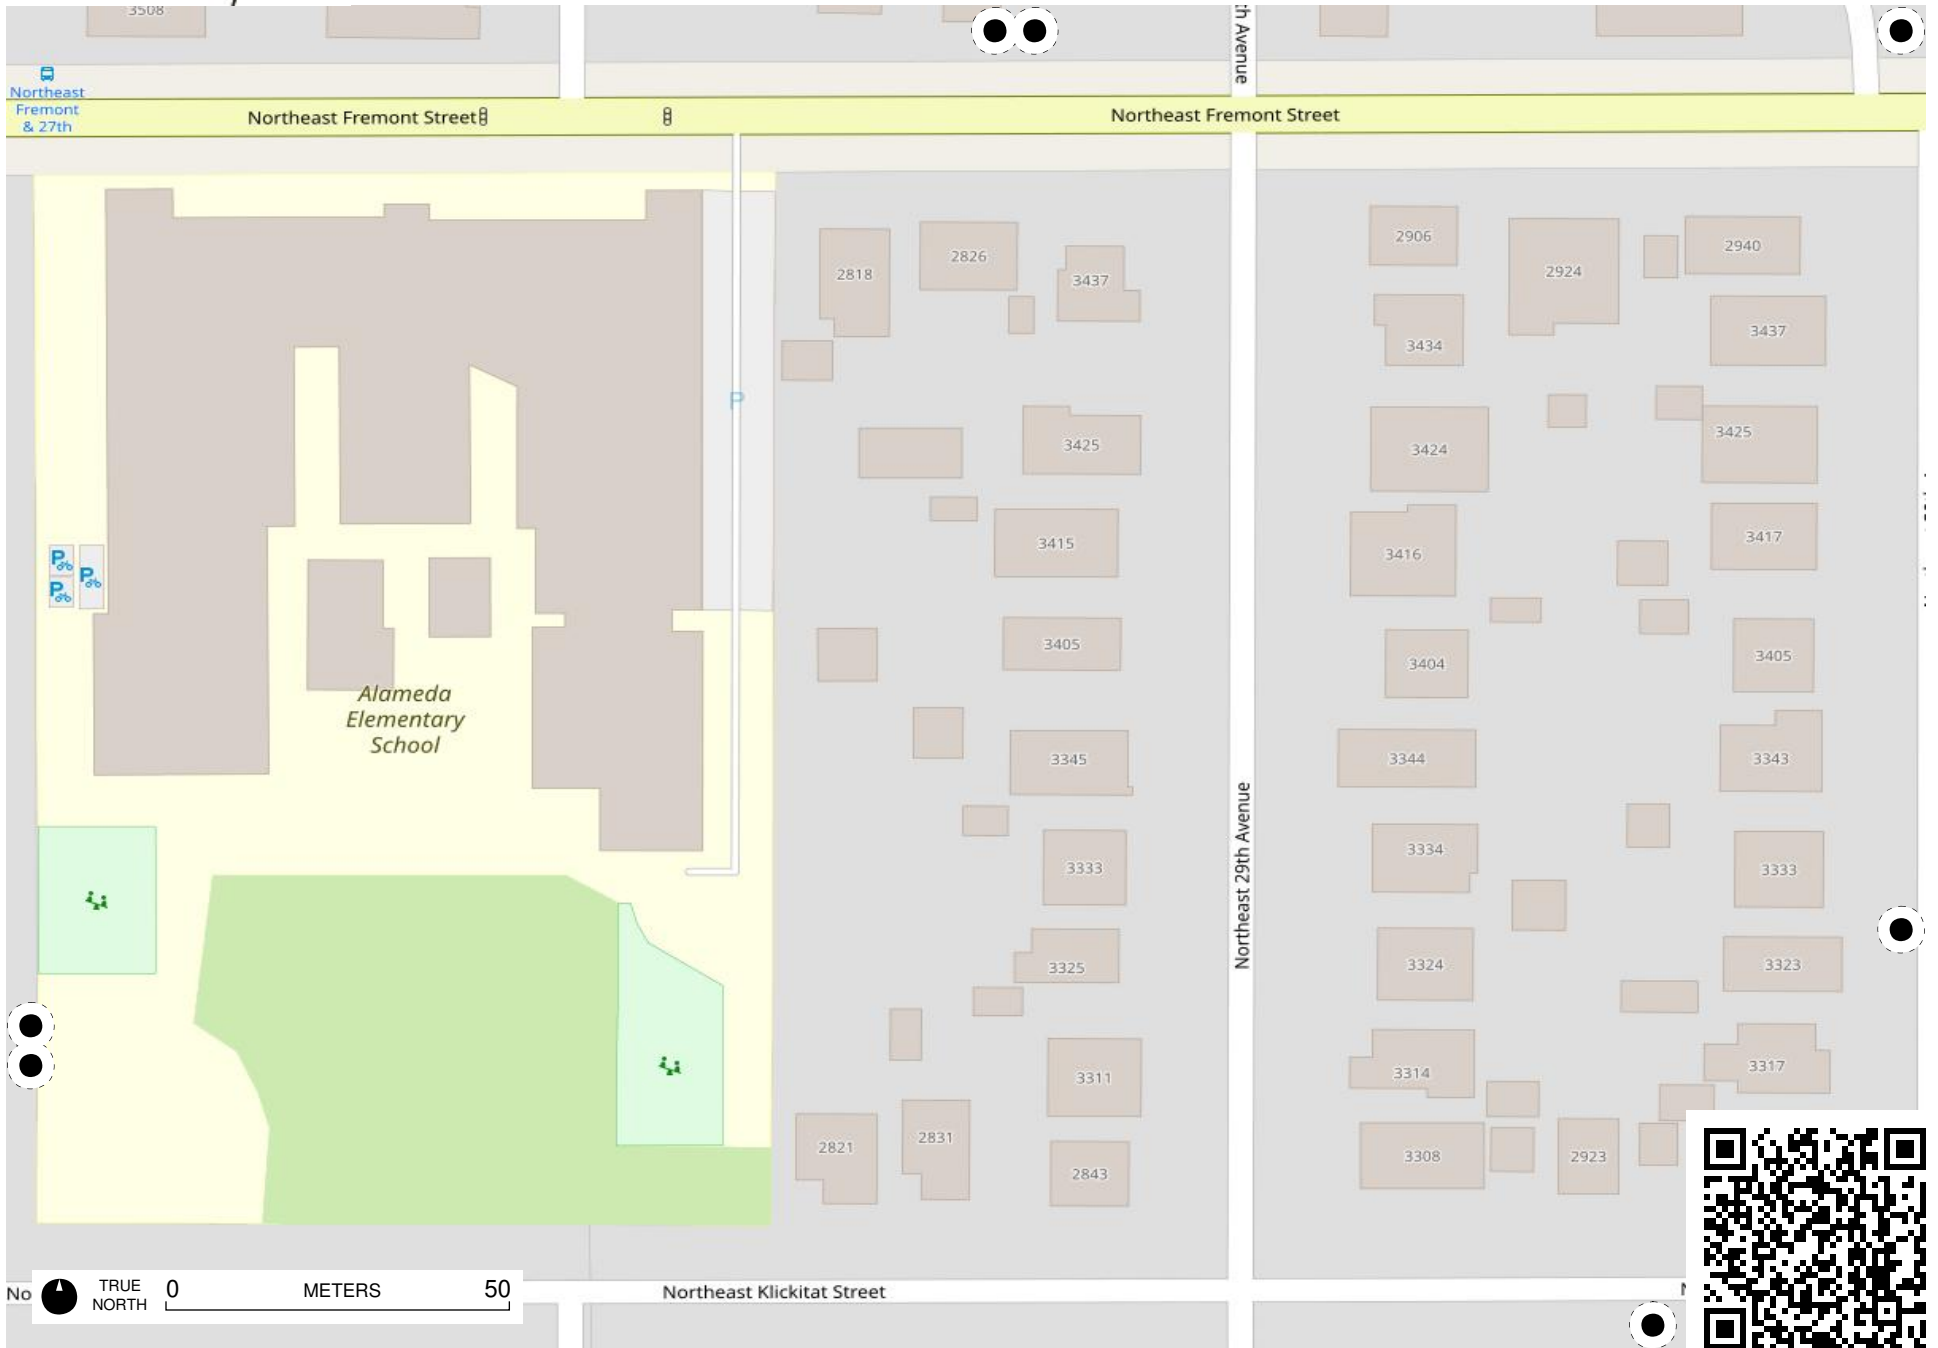 3508
th Avenue
Northeast
Fremont
& 27th
Northeast Fremont Street
Northeast Fremont Street
2906
2940
2818
2826
3437
2924
3434
3437
P
3425
3424
3425
3415
3416
3417
P
P
P
3405
3404
3405
Alameda
Elementary
School
3345
3344
3343
Northeast 29th Avenue
3333
3334
3333
3325
3324
3323
3311
3314
3317
2821
2831
2843
3308
2923
TRUE
NORTH
0
METERS
50
No
Northeast Klickitat Street